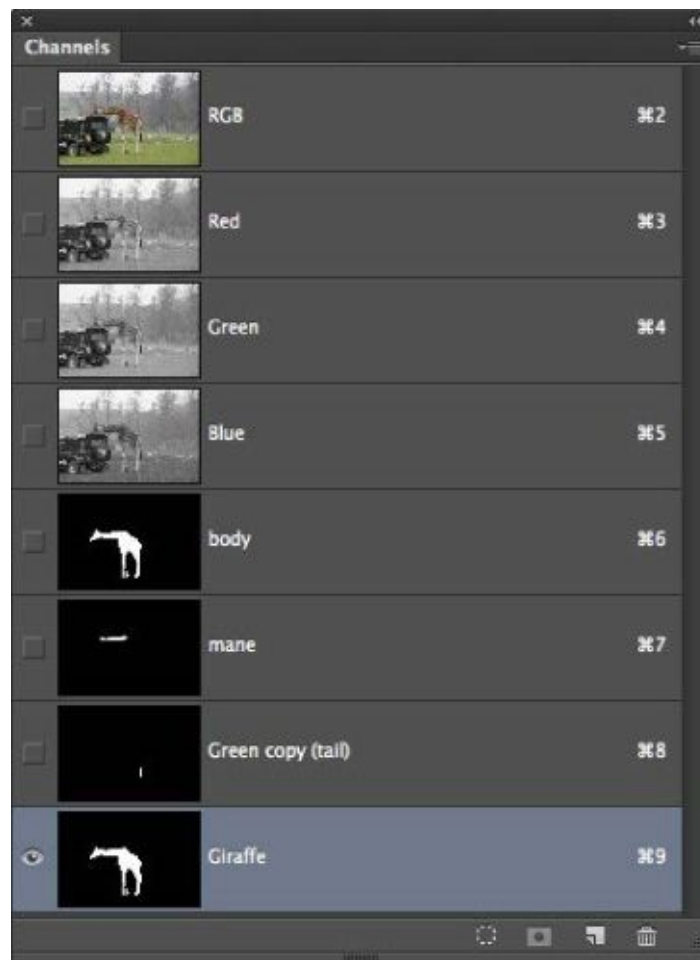 Channels
RGB ⌘2
Red ⌘3
Green ⌘4
Blue ⌘5
body ⌘6
mane ⌘7
Green copy (tail) ⌘8
Giraffe ⌘9